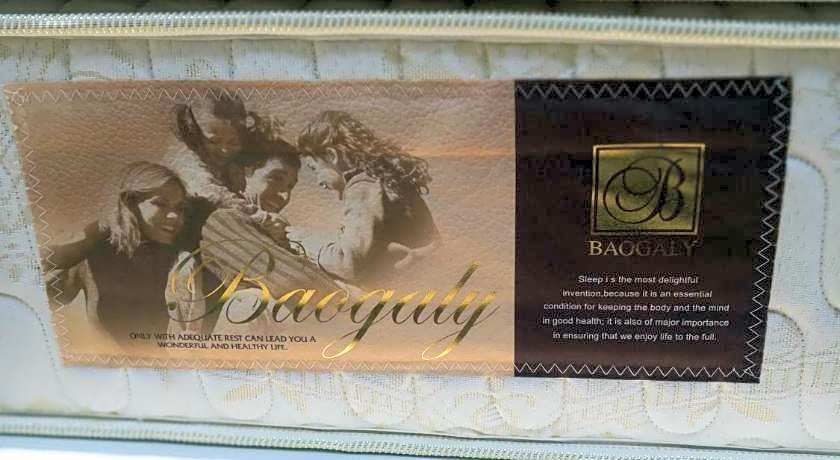 Baogaly
ONLY WITH ADEQUATE REST CAN LEAD YOU A
WONDERFUL AND HEALTHY LIFE.
B
BAOGALY
Sleep i s the most delightful
invention,because it is an essential
condition for keeping the body and the mind
in good health; it is also of major importance
in ensuring that we enjoy life to the full.